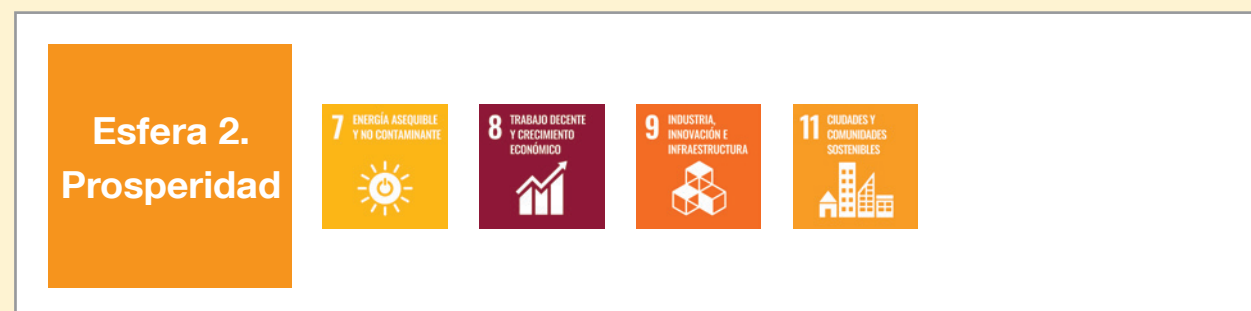 Esfera 2.
Prosperidad
7 ENERGÍA ASEQUIBLE
Y NO CONTAMINANTE
8 TRABAJO DECENTE
Y CRECIMIENTO
ECONÓMICO
9 INDUSTRIA,
INNOVACIÓN E
INFRAESTRUCTURA
11 CIUDADES Y
COMUNIDADES
SOSTENIBLES